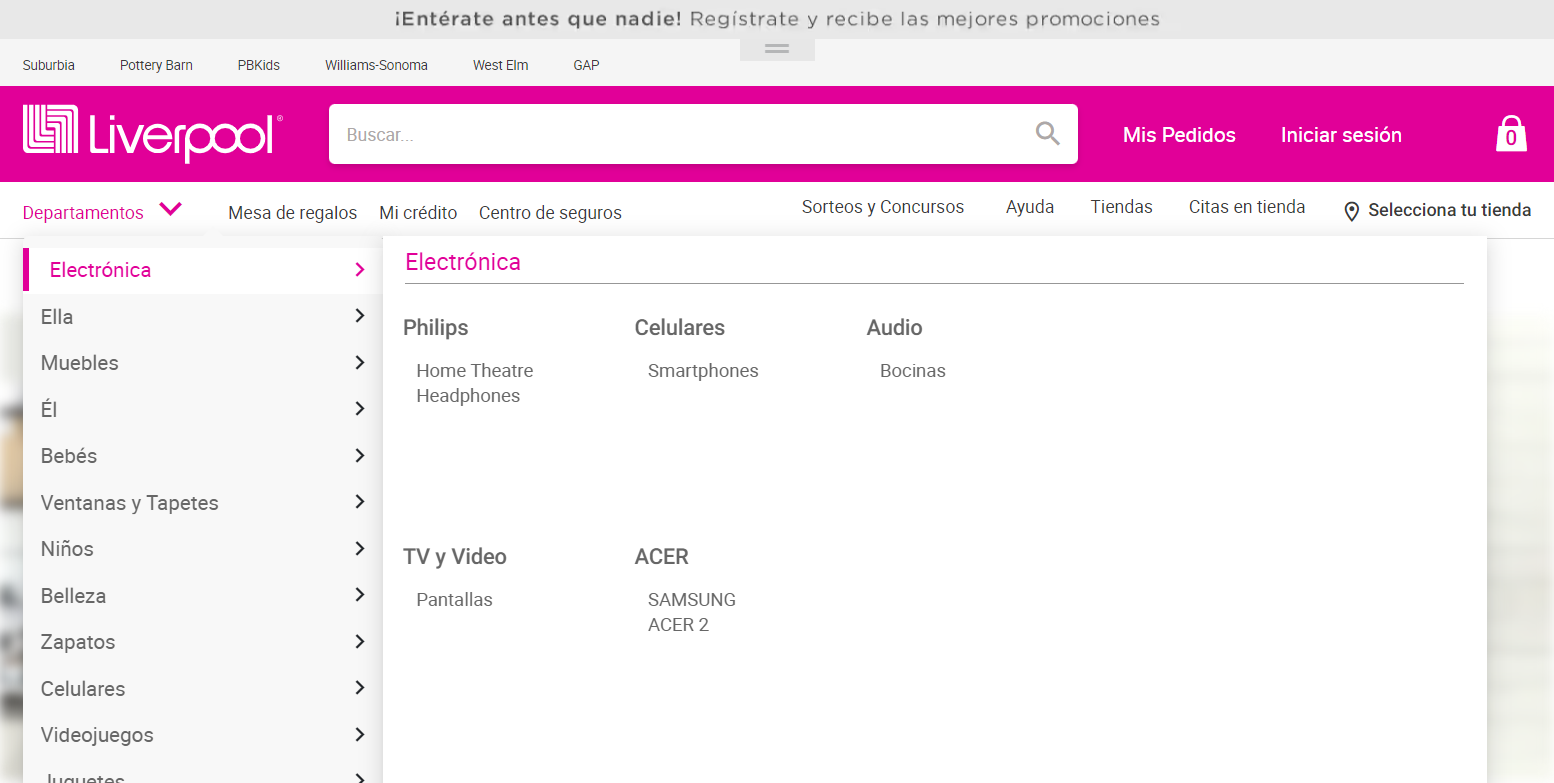 ¡Entérate antes que nadie! Regístrate y recibe las mejores promociones
Suburbia Pottery Barn PBKids Williams-Sonoma West Elm GAP
Liverpool®
Buscar...
Mis Pedidos
Iniciar sesión
0
Departamentos Mesa de regalos Mi crédito Centro de seguros Sorteos y Concursos Ayuda Tiendas Citas en tienda Selecciona tu tienda
Electrónica
Ella
Muebles
Él
Bebés
Ventanas y Tapetes
Niños
Belleza
Zapatos
Celulares
Videojuegos
Juguetes
Electrónica
Philips
Home Theatre
Headphones
Celulares
Smartphones
Audio
Bocinas
TV y Video
Pantallas
ACER
SAMSUNG
ACER 2